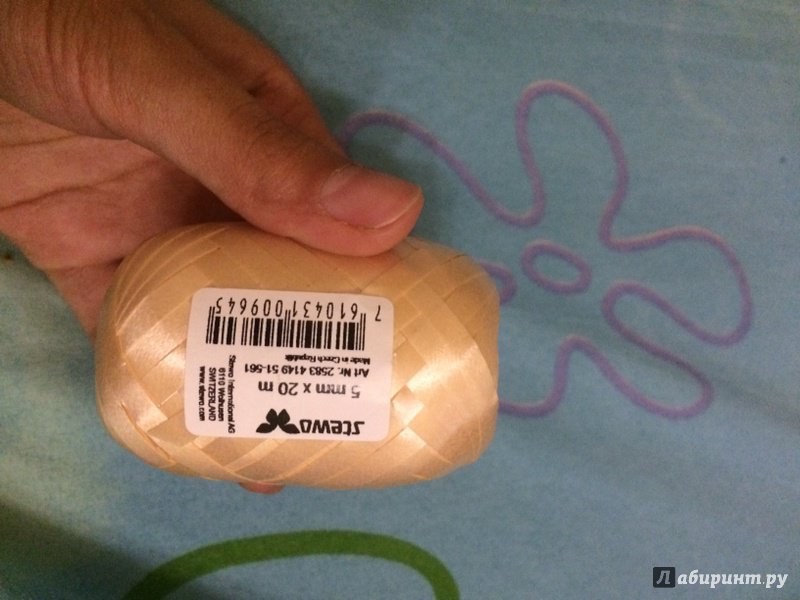 stewo
5 mm x 20 m
Art Nr. 2583 4149 51-561
Made in Czech Republik
7 610431 009645
Stewo International AG
6110 Wolhusen
SWITZERLAND
www.stewo.com
Лабиринт.ру